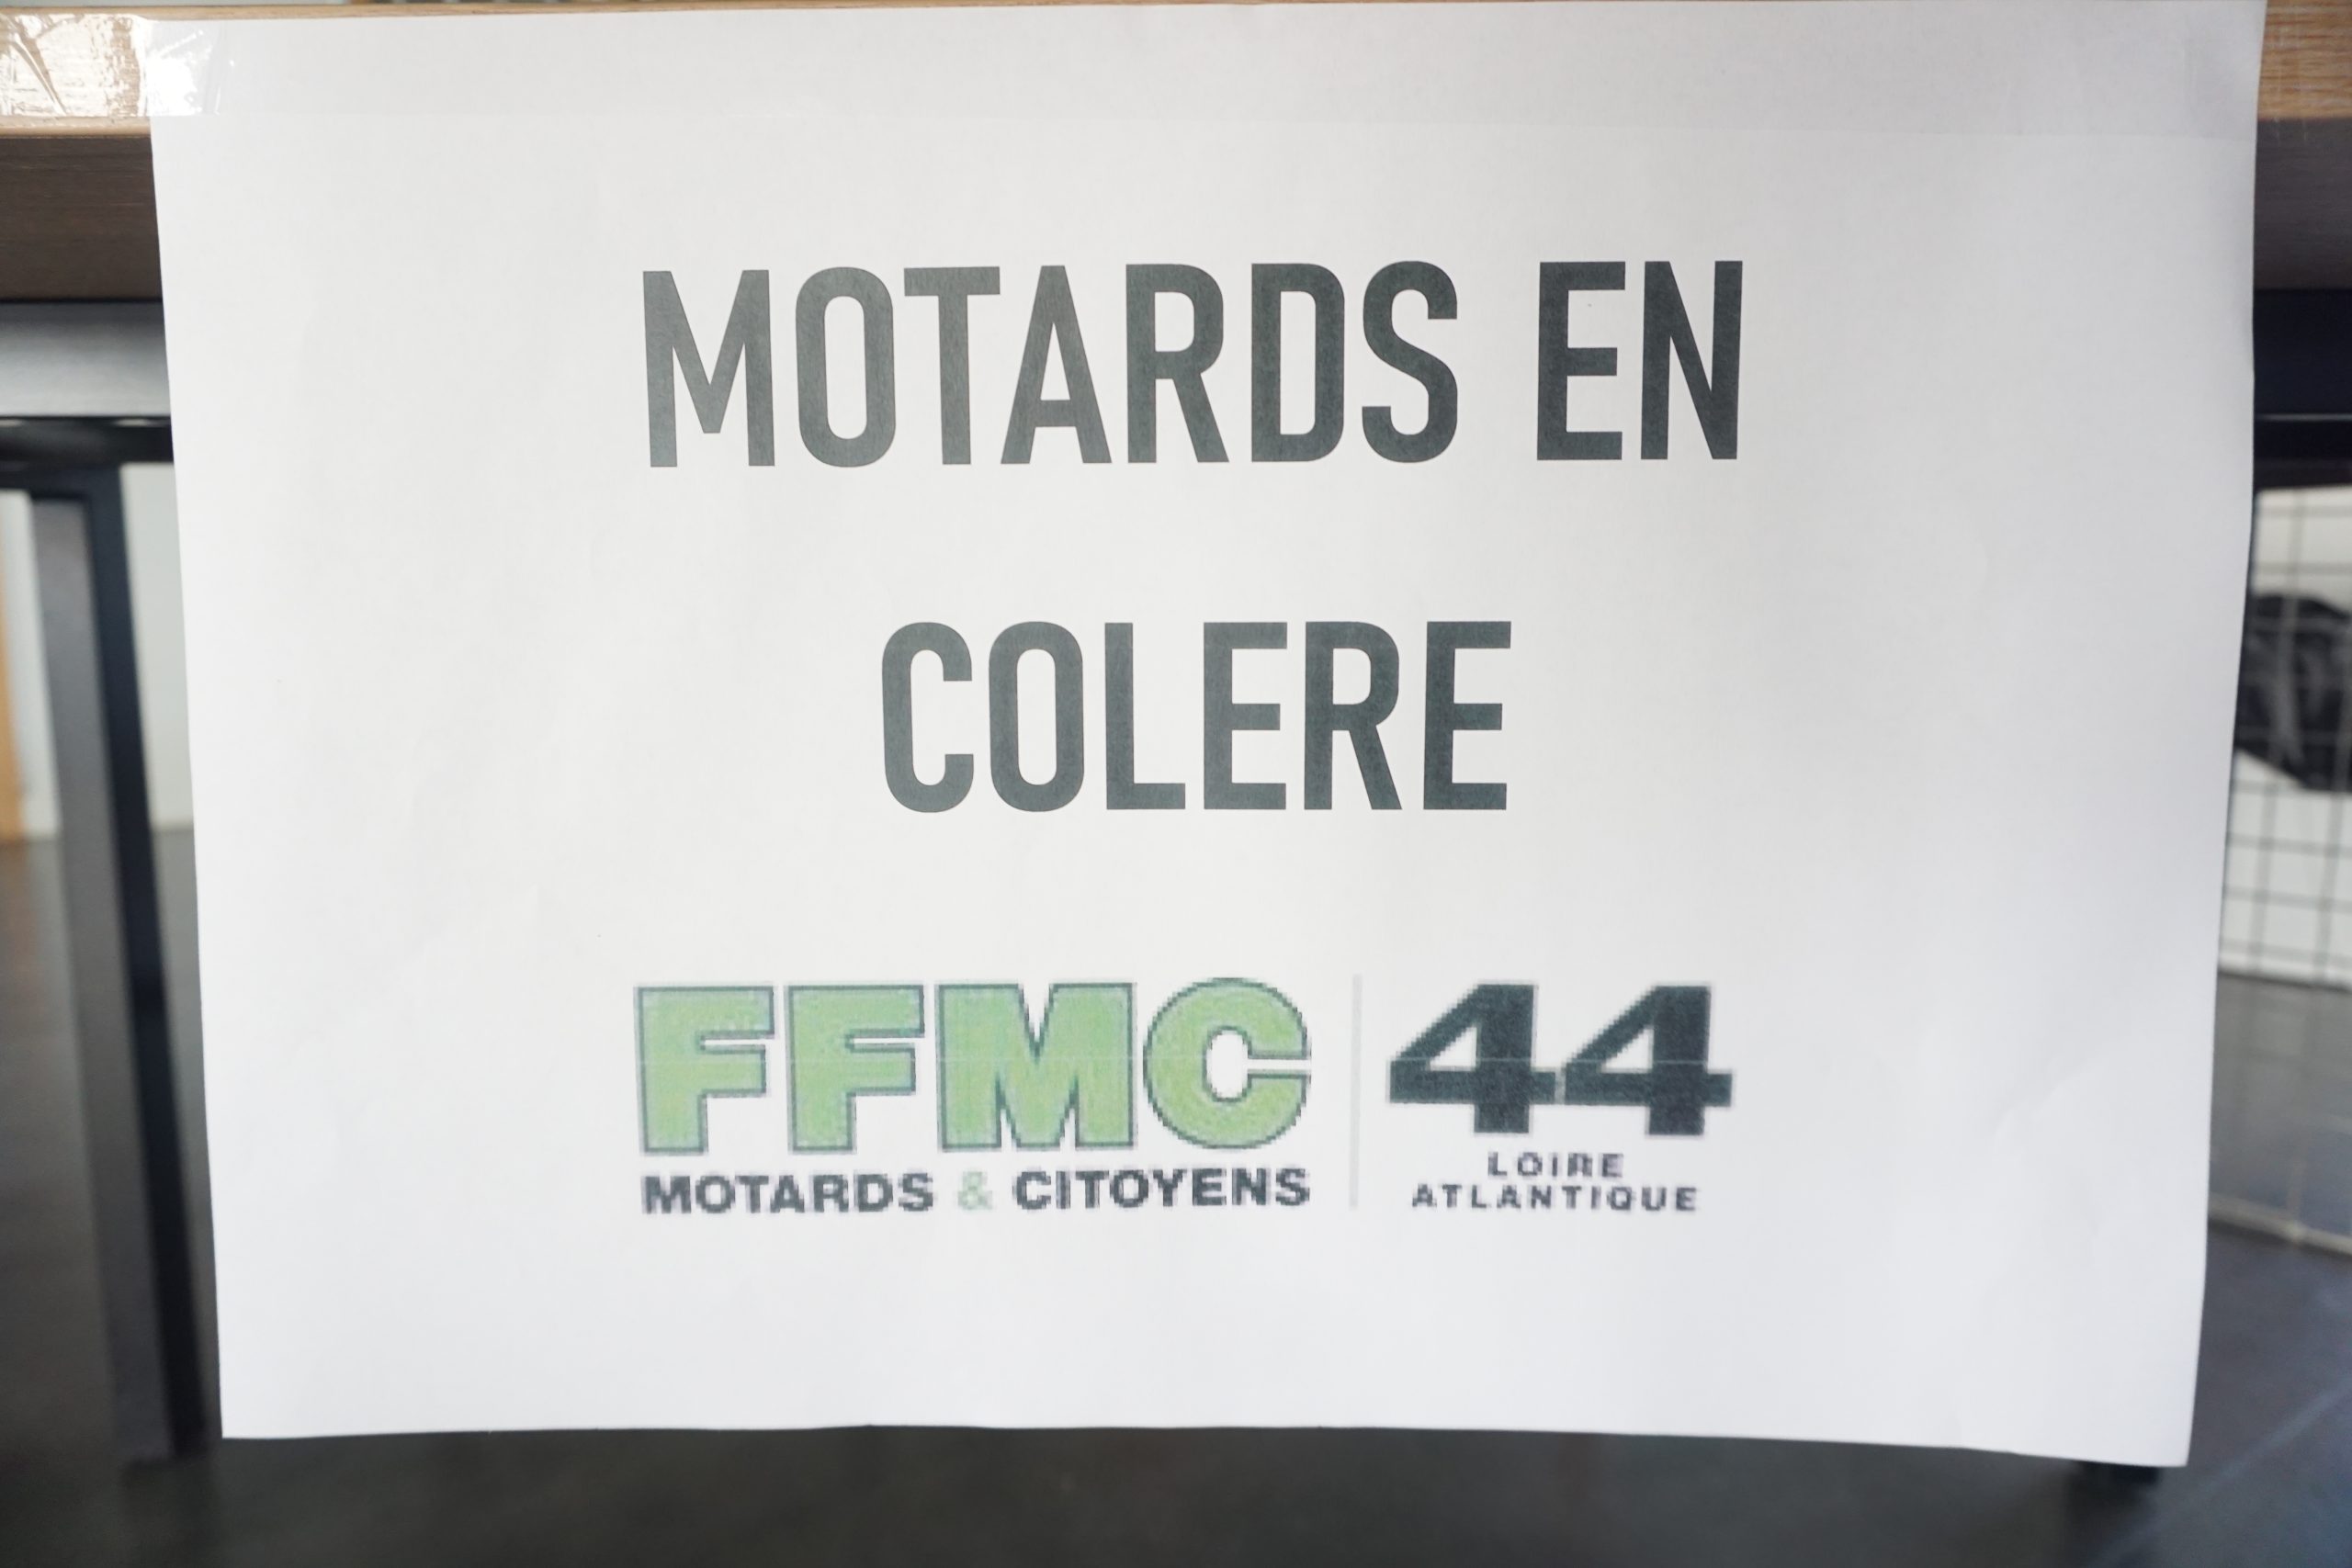 MOTARDS EN
COLERE
FFMC 44
MOTARDS & CITOYENS
LOIRE
ATLANTIQUE